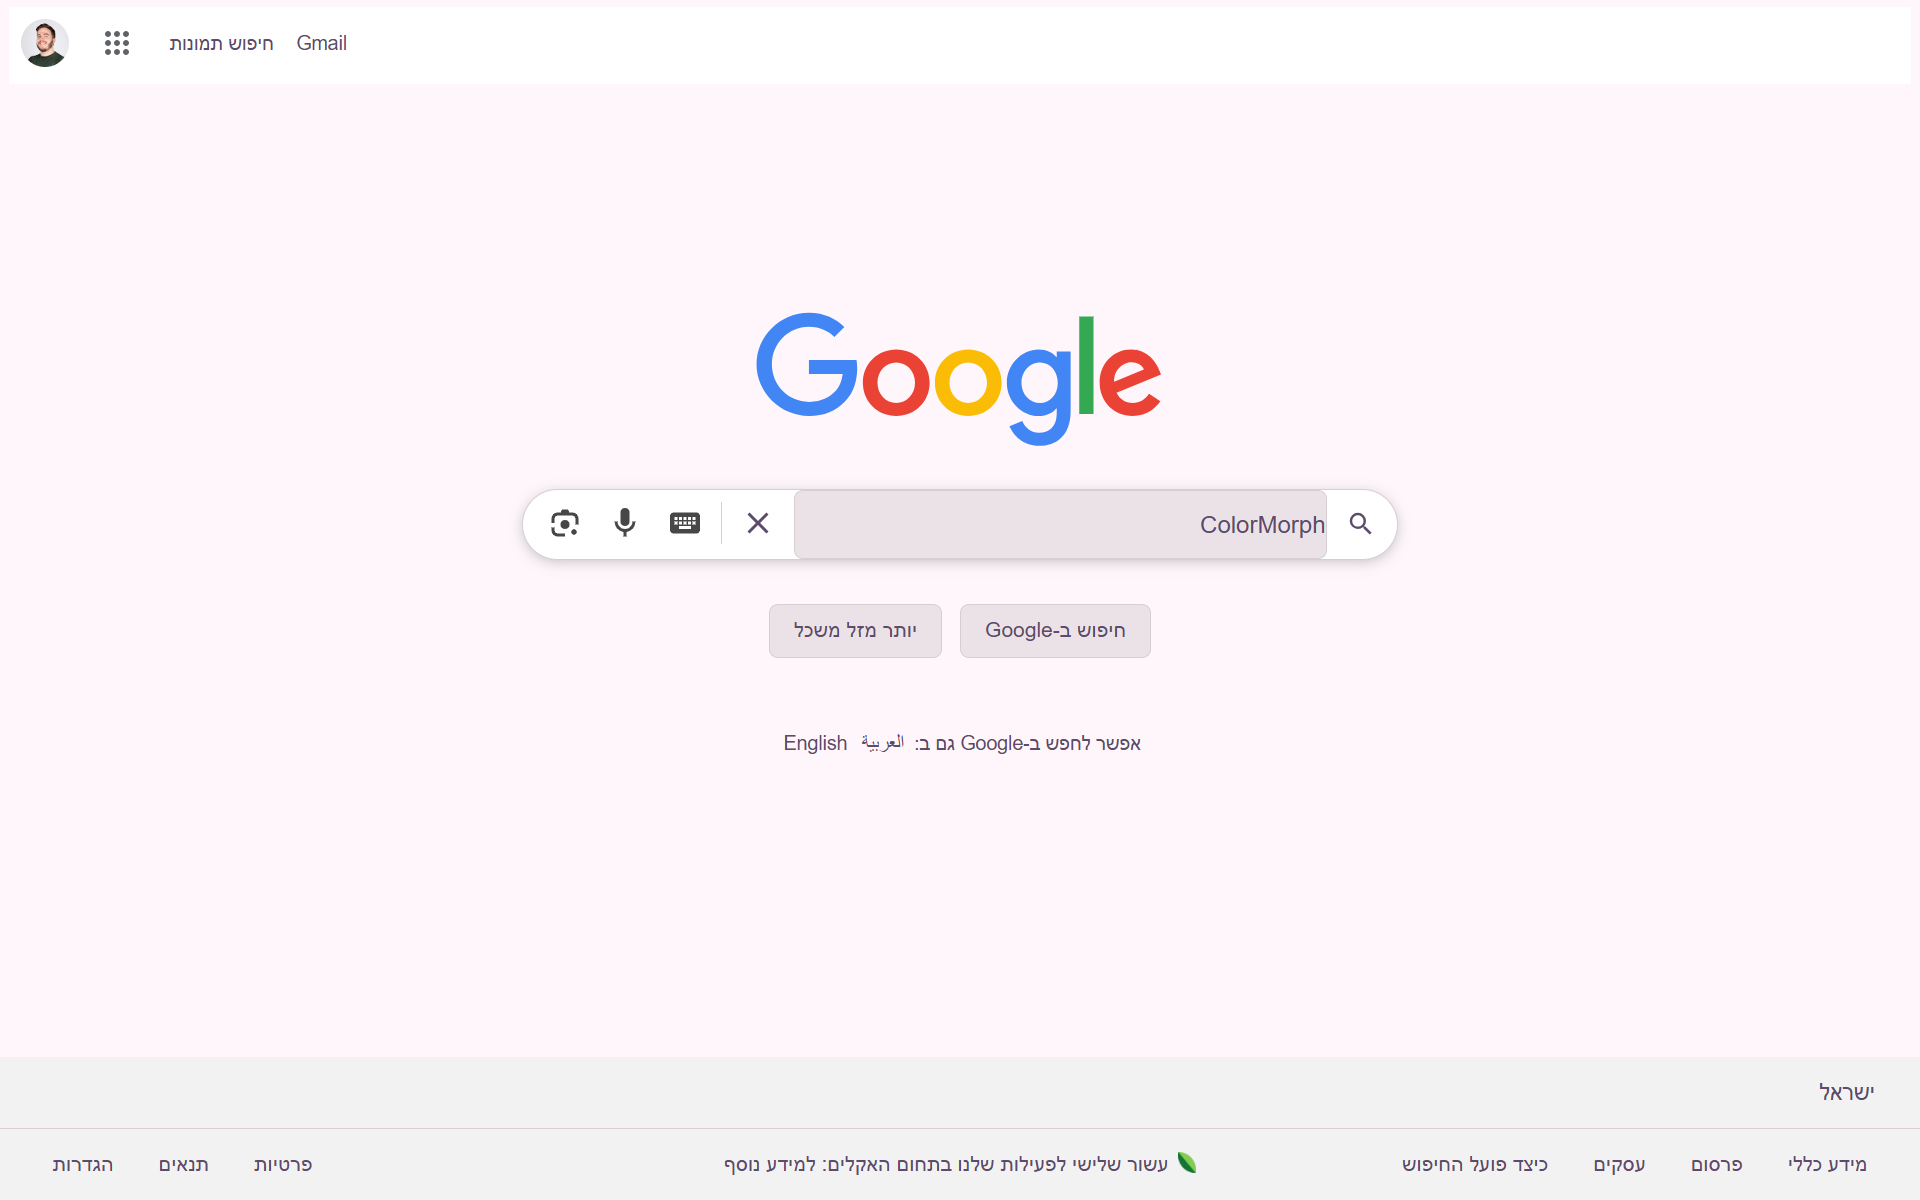 Gmail חיפוש תמונות
Google
ColorMorph
חיפוש ב-Google
יותר מזל משכל
אפשר לחפש ב-Google גם ב: العربية English
ישראל
מידע כללי פרסום עסקים כיצד פועל החיפוש
עשור שלישי לפעילות שלנו בתחום האקלים: למידע נוסף
פרטיות תנאים הגדרות